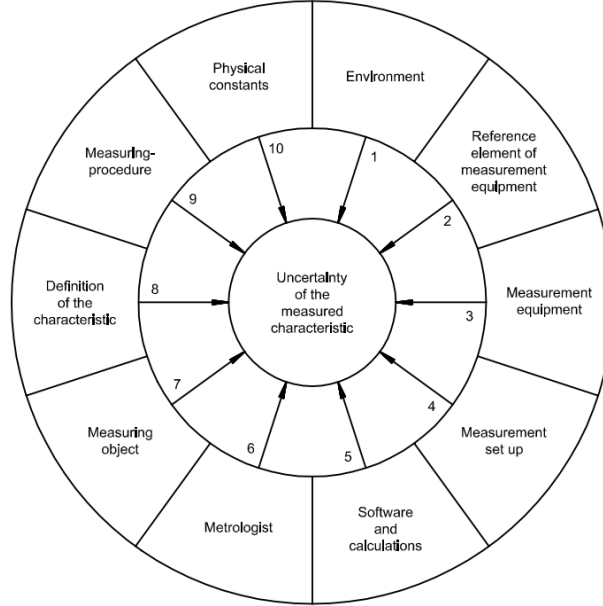 Physical
constants
Environment
Reference
element of
measurement
equipment
Measurement
equipment
Measurement
set up
Software
and
calculations
Metrologist
Measuring
object
Definition
of the
characteristic
Measuring-
procedure
10
1
2
3
4
5
6
7
8
9
Uncertainty
of the
measured
characteristic